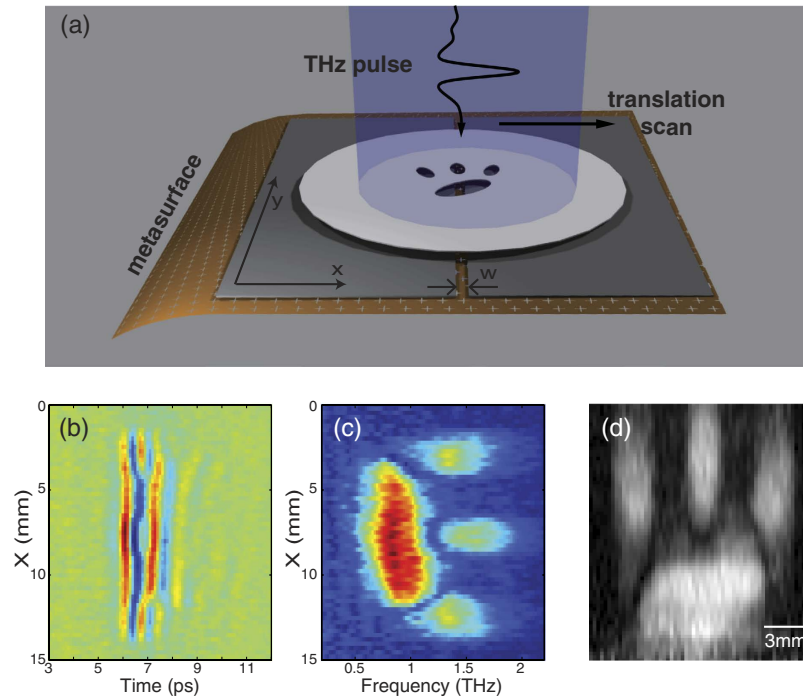 (a)
THz pulse
translation
scan
metasurface
y
x
w
(b)
(c)
(d)
0
5
10
15
X (mm)
3 5 7 9 11
Time (ps)
0
5
10
15
X (mm)
0.5 1 1.5 2
Frequency (THz)
3mm